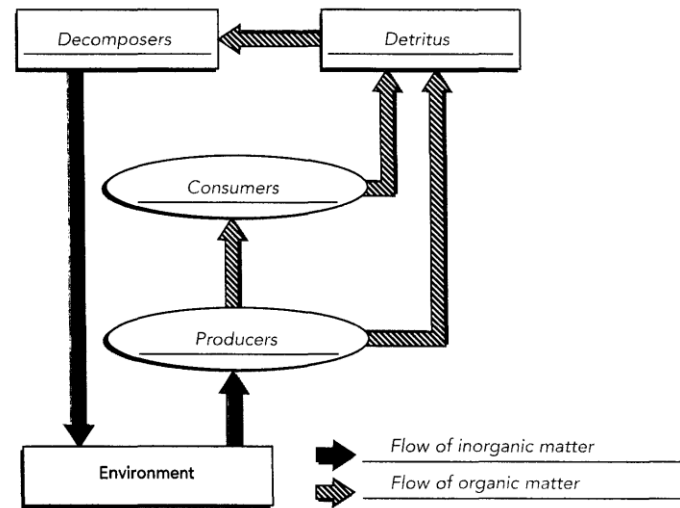 Decomposers
Detritus
Consumers
Producers
Environment
Flow of inorganic matter
Flow of organic matter